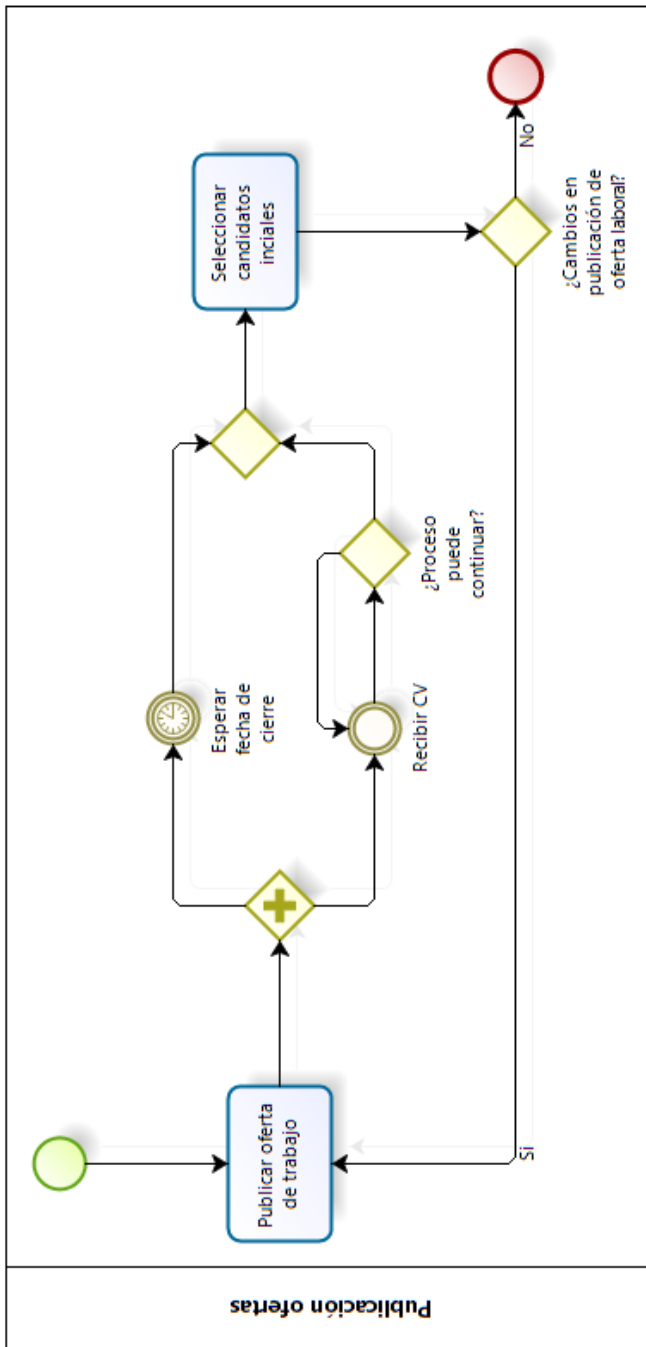 Publicación ofertas
Publicar oferta
de trabajo
Esperar
fecha de
cierre
Recibir CV
¿Proceso
puede
continuar?
Seleccionar
candidatos
inciales
¿Cambios en
publicación de
oferta laboral?
Si
No